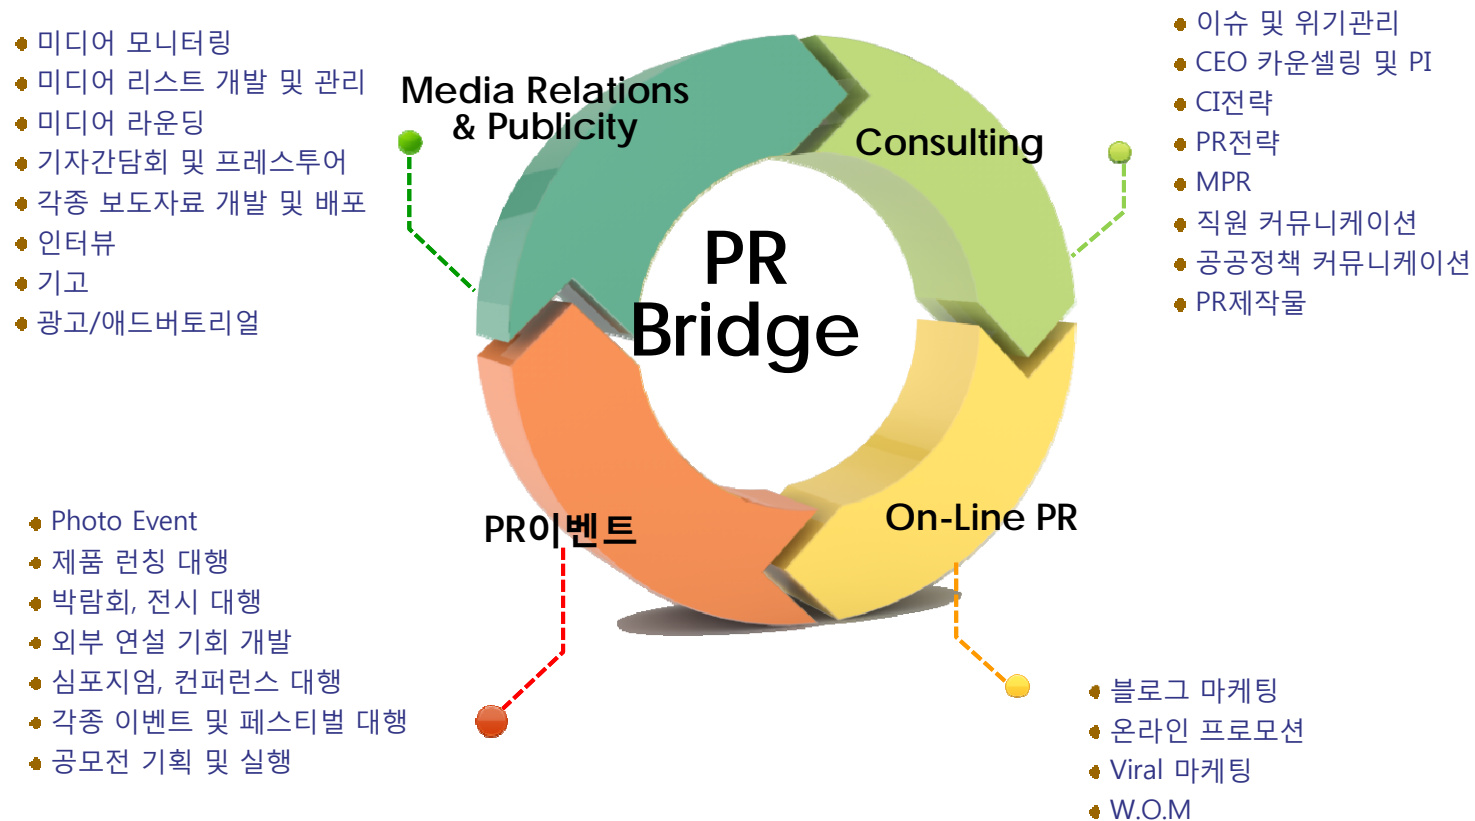 미디어 모니터링
미디어 리스트 개발 및 관리
미디어 라운딩
기자간담회 및 프레스투어
각종 보도자료 개발 및 배포
인터뷰
기고
광고/애드버토리얼
Media Relations
& Publicity
Consulting
이슈 및 위기관리
CEO 카운셀링 및 PI
CI전략
PR전략
MPR
직원 커뮤니케이션
공공정책 커뮤니케이션
PR제작물
PR
Bridge
PR이벤트
On-Line PR
Photo Event
제품 런칭 대행
박람회, 전시 대행
외부 연설 기회 개발
심포지엄, 컨퍼런스 대행
각종 이벤트 및 페스티벌 대행
공모전 기획 및 실행
블로그 마케팅
온라인 프로모션
Viral 마케팅
W.O.M